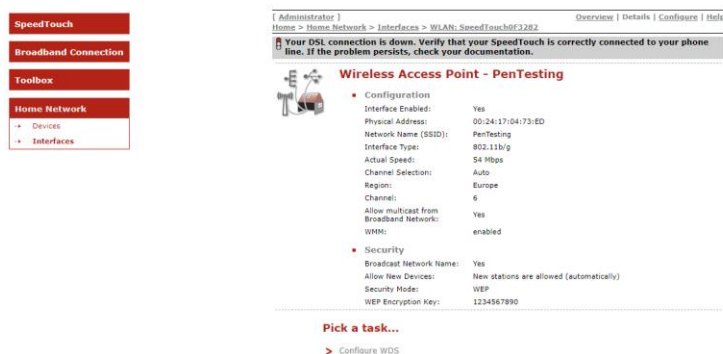 SpeedTouch
Broadband Connection
Toolbox
Home Network
Devices
Interfaces
[ Administrator ]
Overview | Details | Configure | Help
Home > Home Network > Interfaces > WLAN: SpeedTouch0F3282
Your DSL connection is down. Verify that your SpeedTouch is correctly connected to your phone
line. If the problem persists, check your documentation.
Wireless Access Point - PenTesting
Configuration
Interface Enabled: Yes
Physical Address: 00:24:17:04:73:ED
Network Name (SSID): PenTesting
Interface Type: 802.11b/g
Actual Speed: 54 Mbps
Channel Selection: Auto
Region: Europe
Channel: 6
Allow multicast from
Broadband Network: Yes
WMM: enabled
Security
Broadcast Network Name: Yes
Allow New Devices: New stations are allowed (automatically)
Security Mode: WEP
WEP Encryption Key: 1234567890
Pick a task...
> Configure WDS